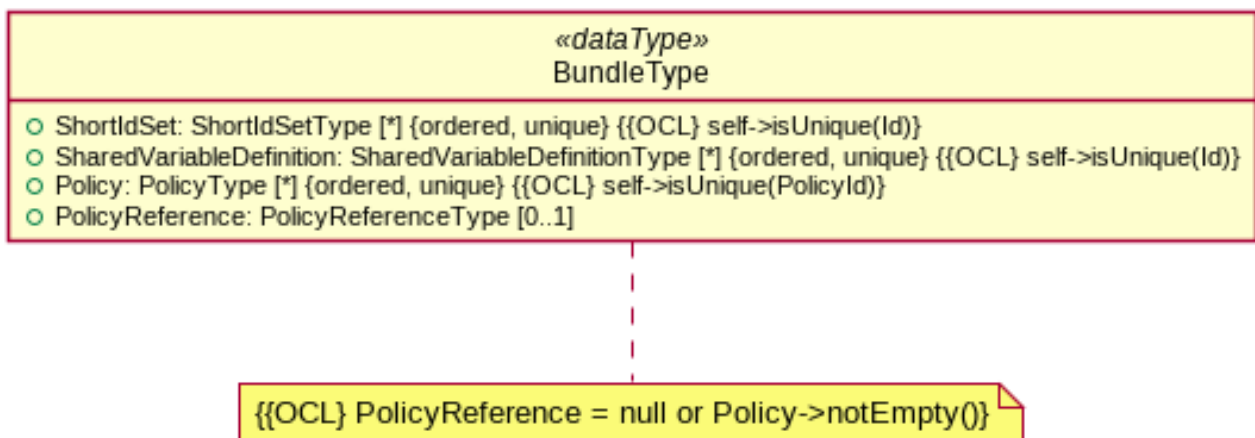 «dataType»
BundleType
ShortIdSet: ShortIdSetType [*] {ordered, unique} {{OCL} self->isUnique(Id)}
SharedVariableDefinition: SharedVariableDefinitionType [*] {ordered, unique} {{OCL} self->isUnique(Id)}
Policy: PolicyType [*] {ordered, unique} {{OCL} self->isUnique(PolicyId)}
PolicyReference: PolicyReferenceType [0..1]
{{OCL} PolicyReference = null or Policy->notEmpty()}